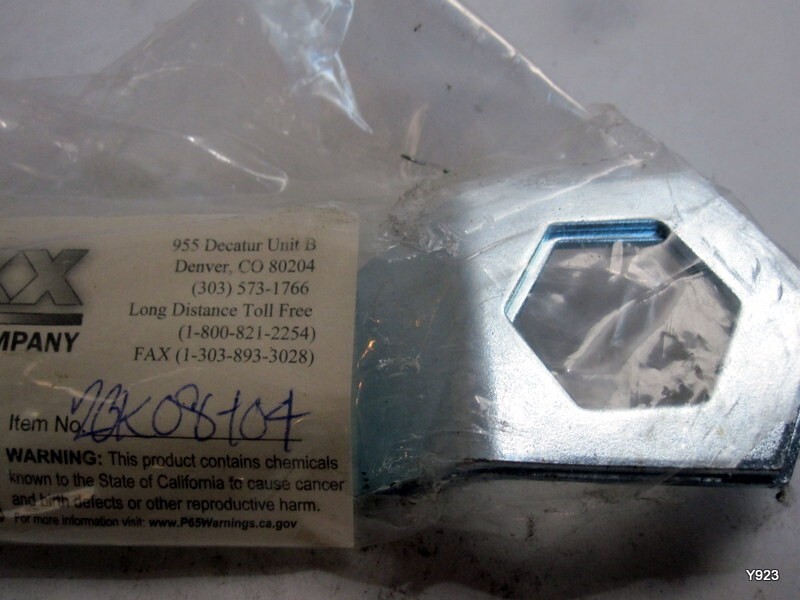 XX
MPANY
955 Decatur Unit B
Denver, CO 80204
(303) 573-1766
Long Distance Toll Free
(1-800-821-2254)
FAX (1-303-893-3028)
Item No.
WARNING: This product contains chemicals
known to the State of California to cause cancer
and birth defects or other reproductive harm.
For more information visit: www.P65Warnings.ca.gov
Y923